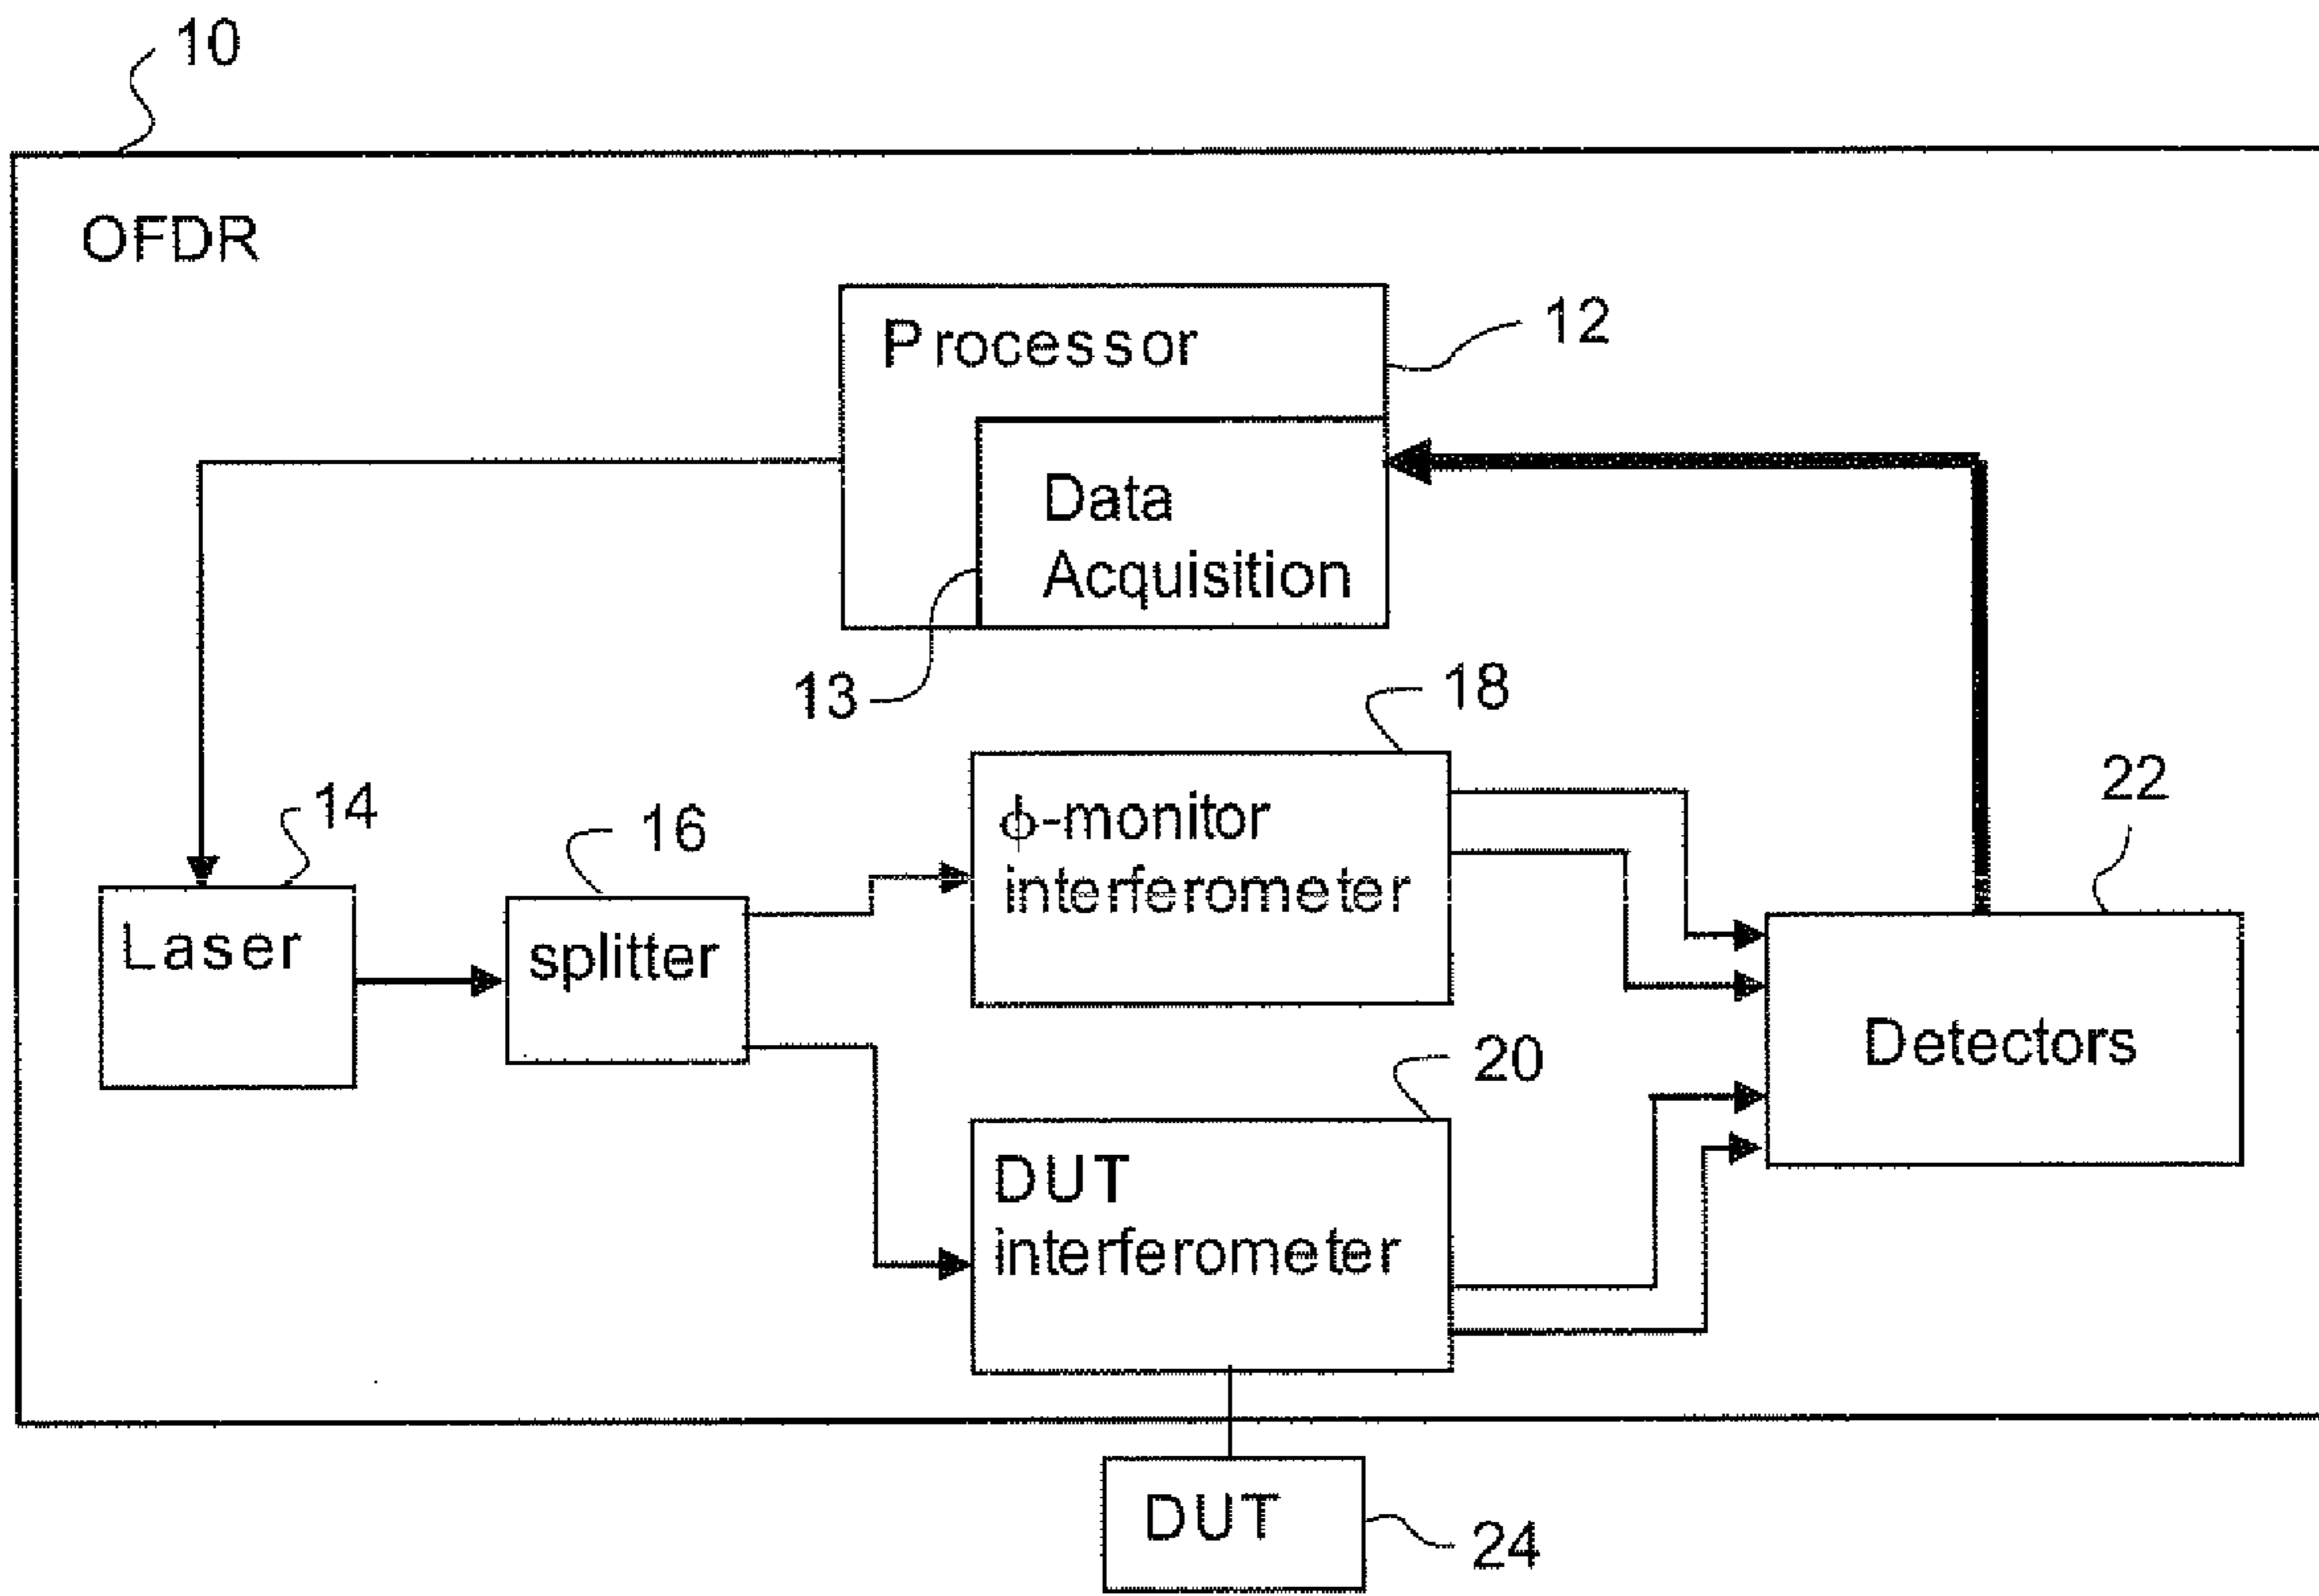 10
OFDR
Processor
12
Data
Acquisition
13
18
14
16
ϕ-monitor
interferometer
22
Laser
splitter
Detectors
20
DUT
interferometer
DUT
24